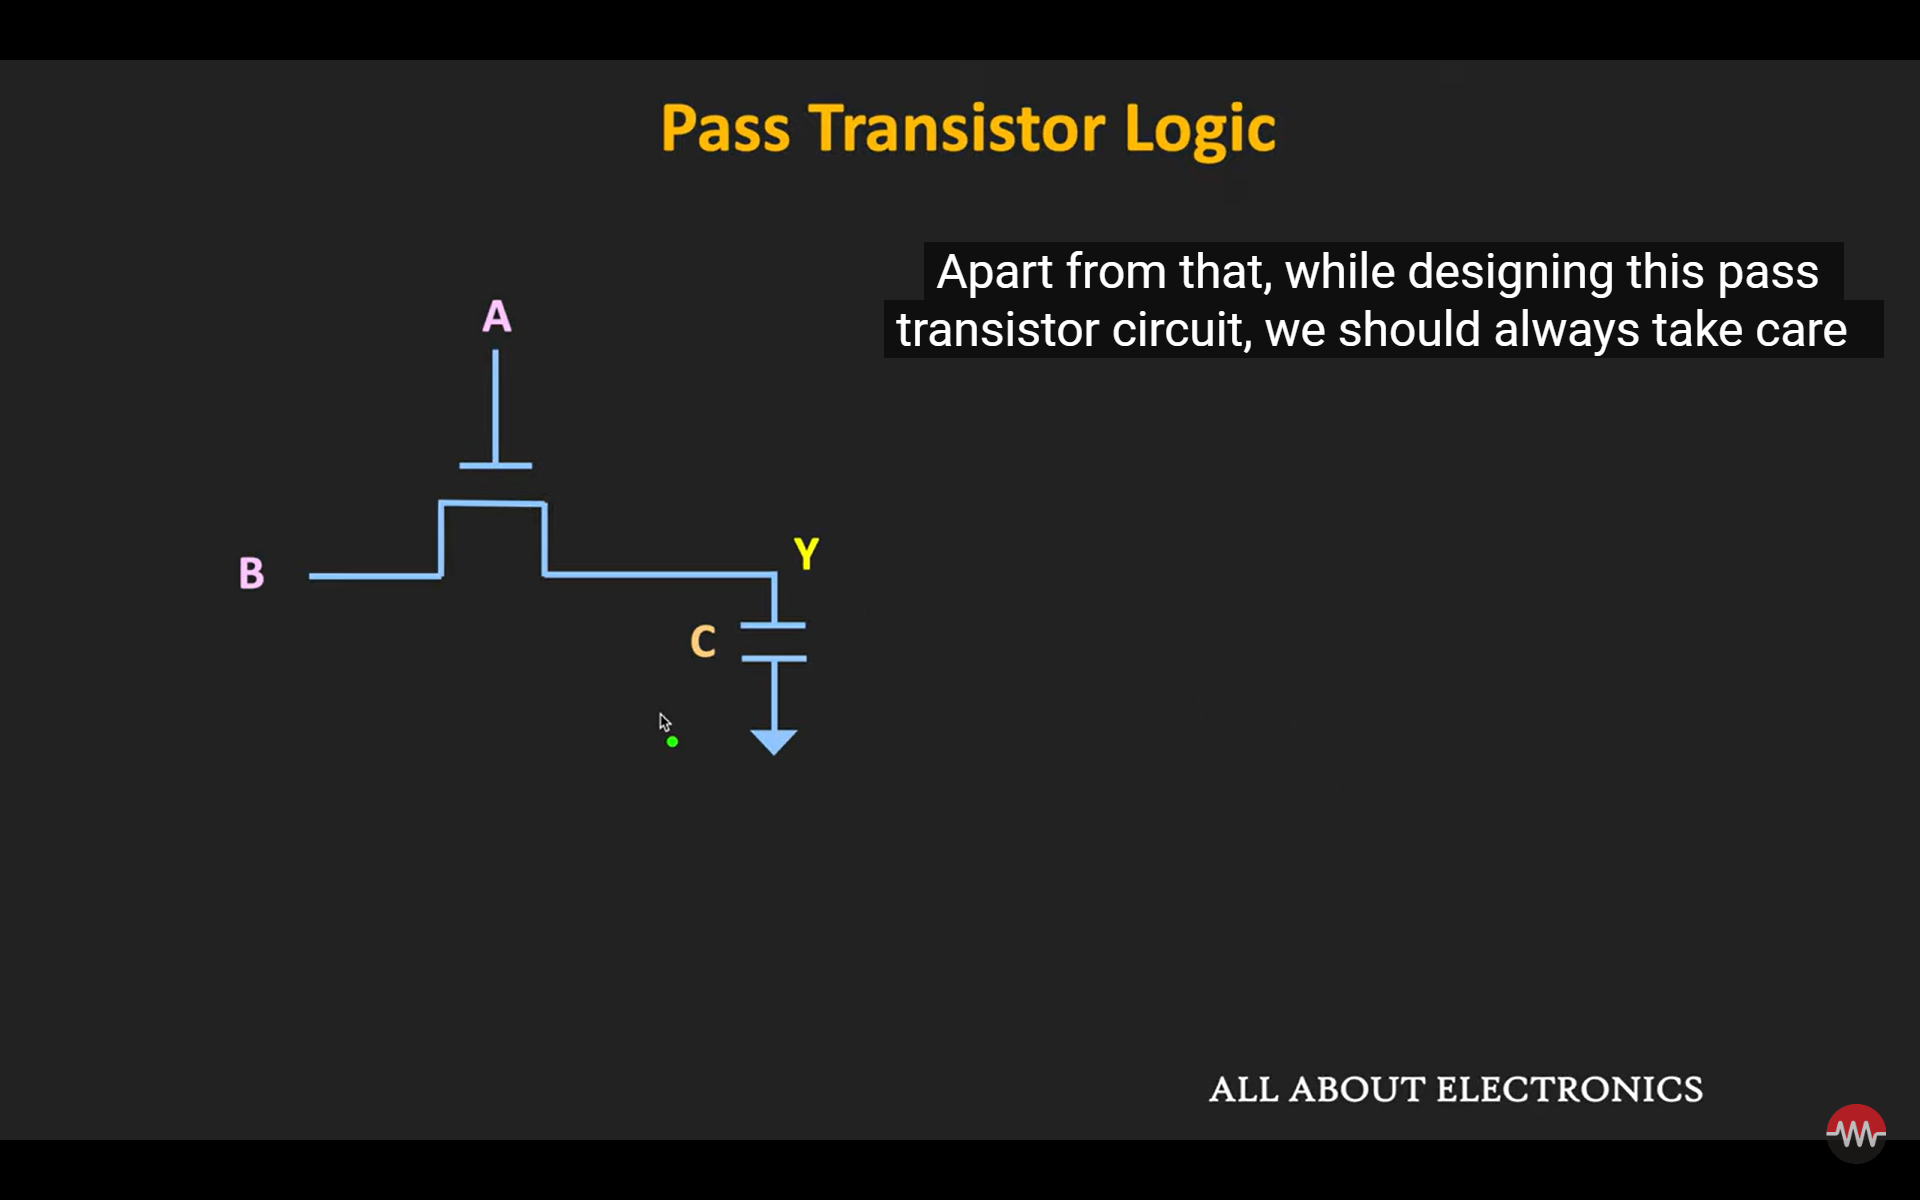 Pass Transistor Logic
Apart from that, while designing this pass
transistor circuit, we should always take care
A
B
Y
C
ALL ABOUT ELECTRONICS